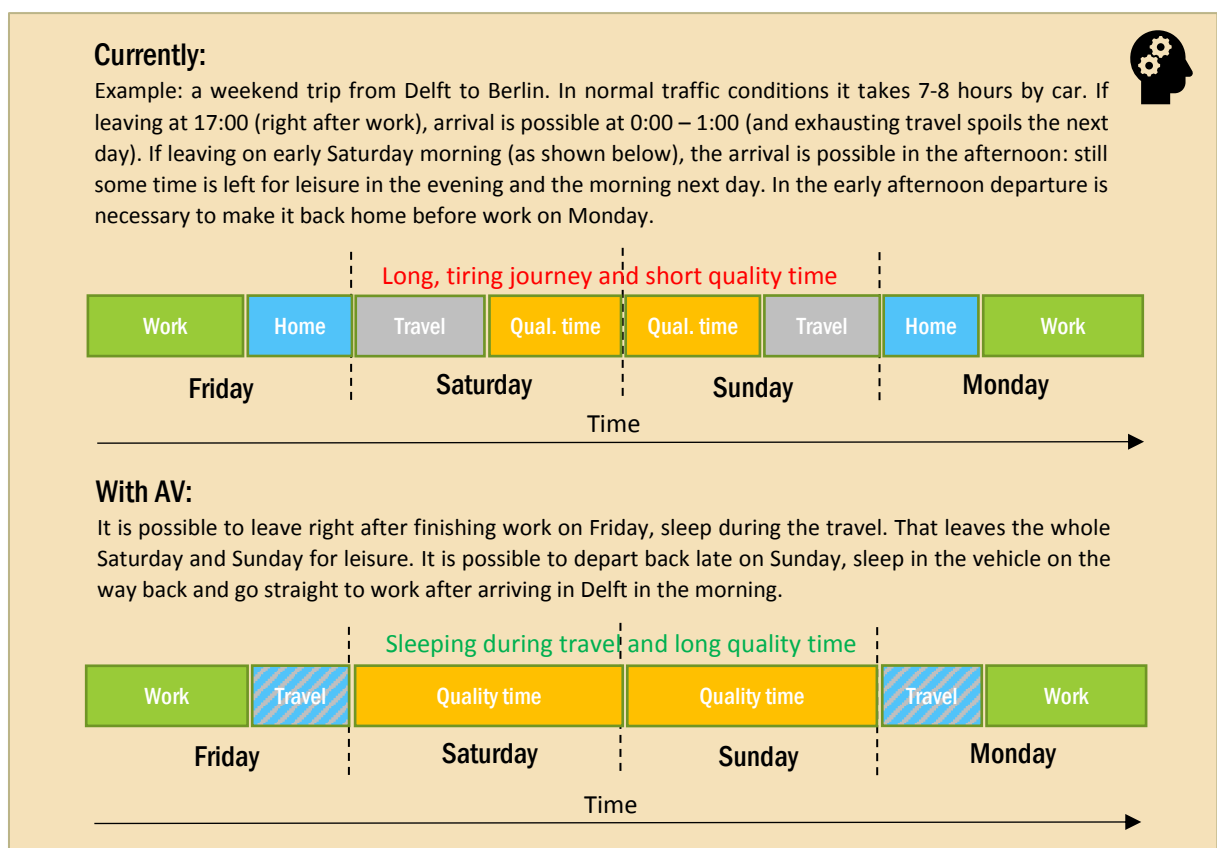 Currently:
Example: a weekend trip from Delft to Berlin. In normal traffic conditions it takes 7-8 hours by car. If
leaving at 17:00 (right after work), arrival is possible at 0:00 – 1:00 (and exhausting travel spoils the next
day). If leaving on early Saturday morning (as shown below), the arrival is possible in the afternoon: still
some time is left for leisure in the evening and the morning next day. In the early afternoon departure is
necessary to make it back home before work on Monday.
Long, tiring journey and short quality time
Work Home Travel Qual. time Qual. time Travel Home Work
Friday Saturday Sunday Monday
Time
With AV:
It is possible to leave right after finishing work on Friday, sleep during the travel. That leaves the whole
Saturday and Sunday for leisure. It is possible to depart back late on Sunday, sleep in the vehicle on the
way back and go straight to work after arriving in Delft in the morning.
Sleeping during travel and long quality time
Work Travel Quality time Quality time Travel Work
Friday Saturday Sunday Monday
Time